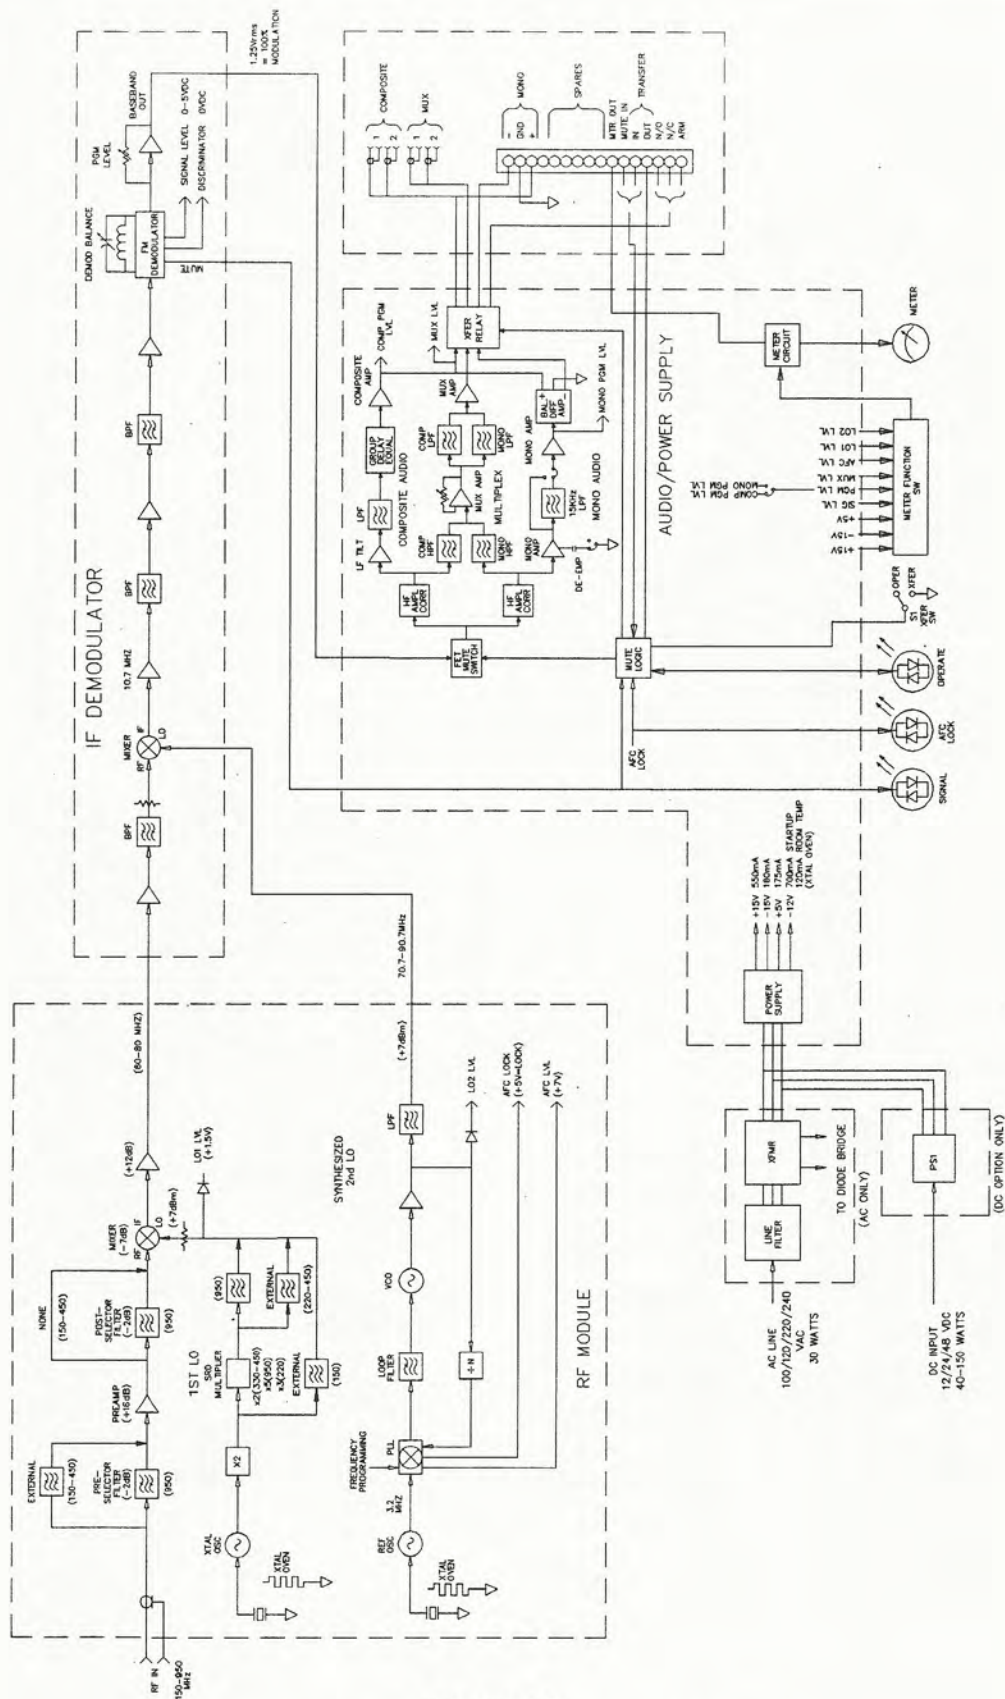 RF IN
150-950
MHz
EXTERNAL
(150-450)
PRE-
SELECTOR
FILTER
(-2dB)
(950)
PREAMP
(+16dB)
NONE
(150-450)
POST-
SELECTOR
FILTER
(-2dB)
(950)
MIXER
(-7dB)
RF
IF
LO
(+7dBm)
(+12dB)
LO1 LVL
(+1.5V)
(60-80 MHZ)
XTAL
OSC
XTAL
OVEN
X2
1ST LO
SRD
MULTIPLIER
x2(330-450)
x5(950)
x3(220)
(950)
EXTERNAL
(220-450)
EXTERNAL
(150)
REF
OSC
XTAL
OVEN
3.2
MHZ
FREQUENCY
PROGRAMMING
PLL
LOOP
FILTER
VCO
÷N
SYNTHESIZED
2nd LO
LPF
(+7dBm)
70.7-90.7MHz
LO2 LVL
AFC LOCK
(+5V=LOCK)
AFC LVL
(+7V)
RF MODULE
IF DEMODULATOR
BPF
MIXER
RF
IF
LO
10.7 MHZ
BPF
BPF
DEMOD BALANCE
FM
DEMODULATOR
MUTE
SIGNAL LEVEL 0-5VDC
DISCRIMINATOR 0VDC
PGM
LEVEL
BASEBAND
OUT
1.25Vrms
= 100%
MODULATION
FET
MUTE
SWITCH
HF
AMPL
CORR
HF
AMPL
CORR
LF TILT
LPF
GROUP
DELAY
EQUAL
COMPOSITE
AMP
COMP PGM
LVL
COMPOSITE AUDIO
COMP
HPF
MONO
HPF
MUX AMP
MULTIPLEX
COMP
LPF
MONO
LPF
MUX
AMP
MUX LVL
MONO
AMP
DE-EMP
15KHz
LPF
MONO AUDIO
MONO AMP
BAL +
DIFF
AMP -
MONO PGM LVL
XFER
RELAY
COMPOSITE
1
2
MUX
1
2
MONO
-
GND
+
SPARES
MTR OUT
MUTE IN
IN
OUT
TRANSFER
N/O
N/C
ARM
AUDIO/POWER SUPPLY
MUTE
LOGIC
AFC
LOCK
SIGNAL
AFC
LOCK
OPERATE
OPER
XFER
S1
XFER
SW
METER FUNCTION
SW
+15V
-15V
+5V
SIG LVL
PGM LVL
MUX LVL
AFC LVL
LO1 LVL
LO2 LVL
COMP PGM LVL
MONO PGM LVL
METER
CIRCUIT
METER
POWER
SUPPLY
+15V 550mA
-15V 180mA
+5V 175mA
-12V 700mA STARTUP
120mA ROOM TEMP
(XTAL OVEN)
AC LINE
100/120/220/240
VAC
30 WATTS
LINE
FILTER
XFMR
TO DIODE BRIDGE
(AC ONLY)
DC INPUT
12/24/48 VDC
40-150 WATTS
PS1
(DC OPTION ONLY)